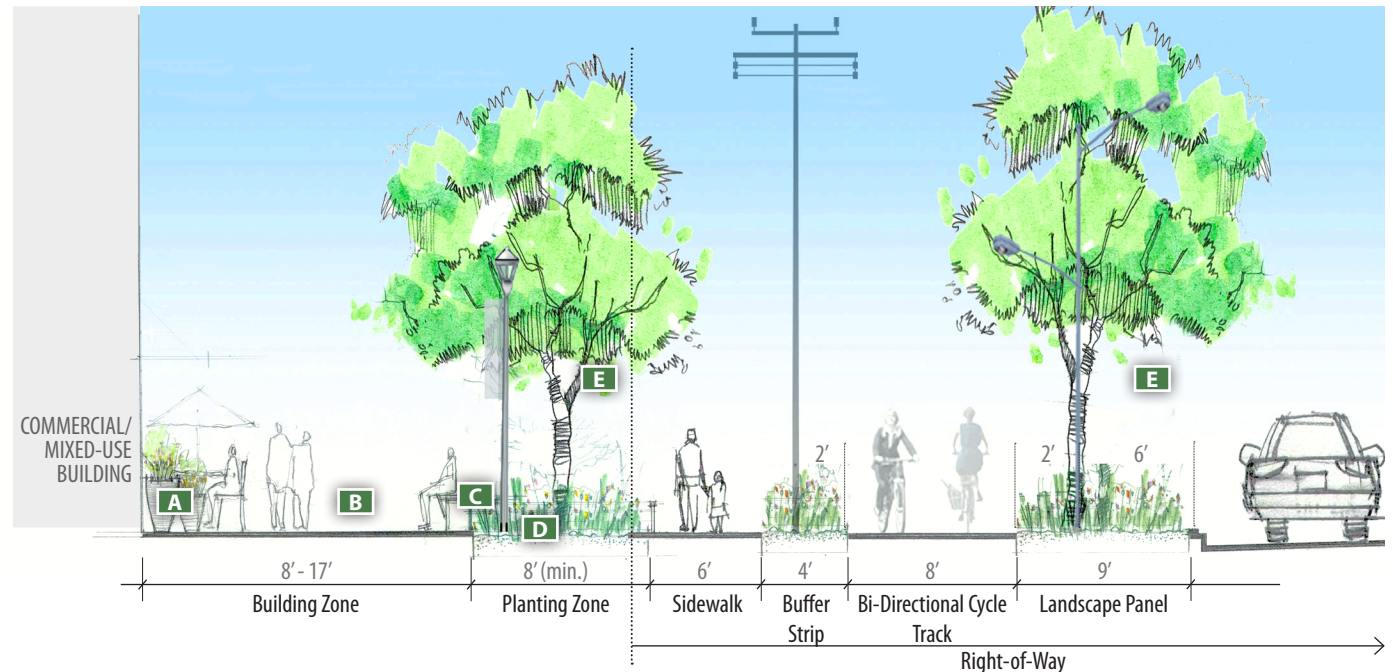 COMMERCIAL/
MIXED-USE
BUILDING
A
B
C
D
E
E
2’
2’
6’
8’ - 17’
8’ (min.)
6’
4’
8’
9’
Building Zone
Planting Zone
Sidewalk
Buffer
Strip
Bi-Directional Cycle
Track
Landscape Panel
Right-of-Way